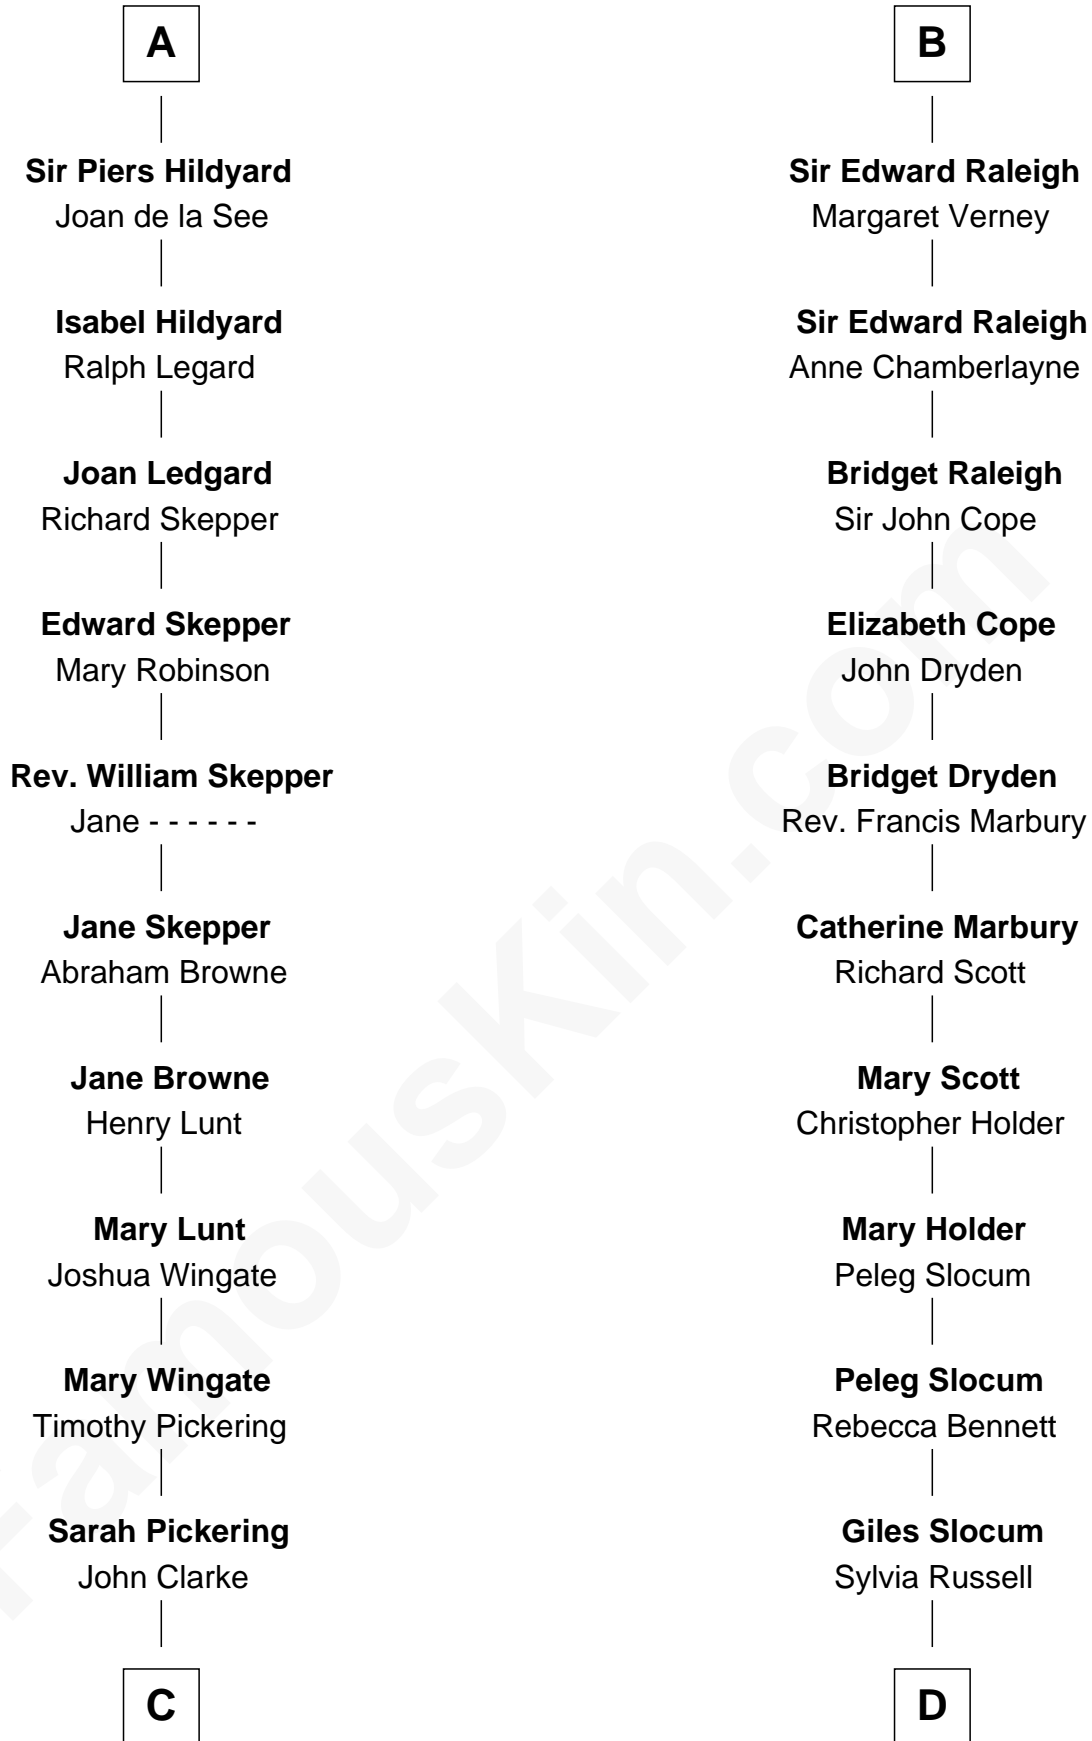 A
Sir Piers Hildyard
Joan de la See
Isabel Hildyard
Ralph Legard
Joan Ledgard
Richard Skepper
Edward Skepper
Mary Robinson
Rev. William Skepper
Jane - - - - - -
Jane Skepper
Abraham Browne
Jane Browne
Henry Lunt
Mary Lunt
Joshua Wingate
Mary Wingate
Timothy Pickering
Sarah Pickering
John Clarke
C
B
Sir Edward Raleigh
Margaret Verney
Sir Edward Raleigh
Anne Chamberlayne
Bridget Raleigh
Sir John Cope
Elizabeth Cope
John Dryden
Bridget Dryden
Rev. Francis Marbury
Catherine Marbury
Richard Scott
Mary Scott
Christopher Holder
Mary Holder
Peleg Slocum
Peleg Slocum
Rebecca Bennett
Giles Slocum
Sylvia Russell
D
FamousKin.com